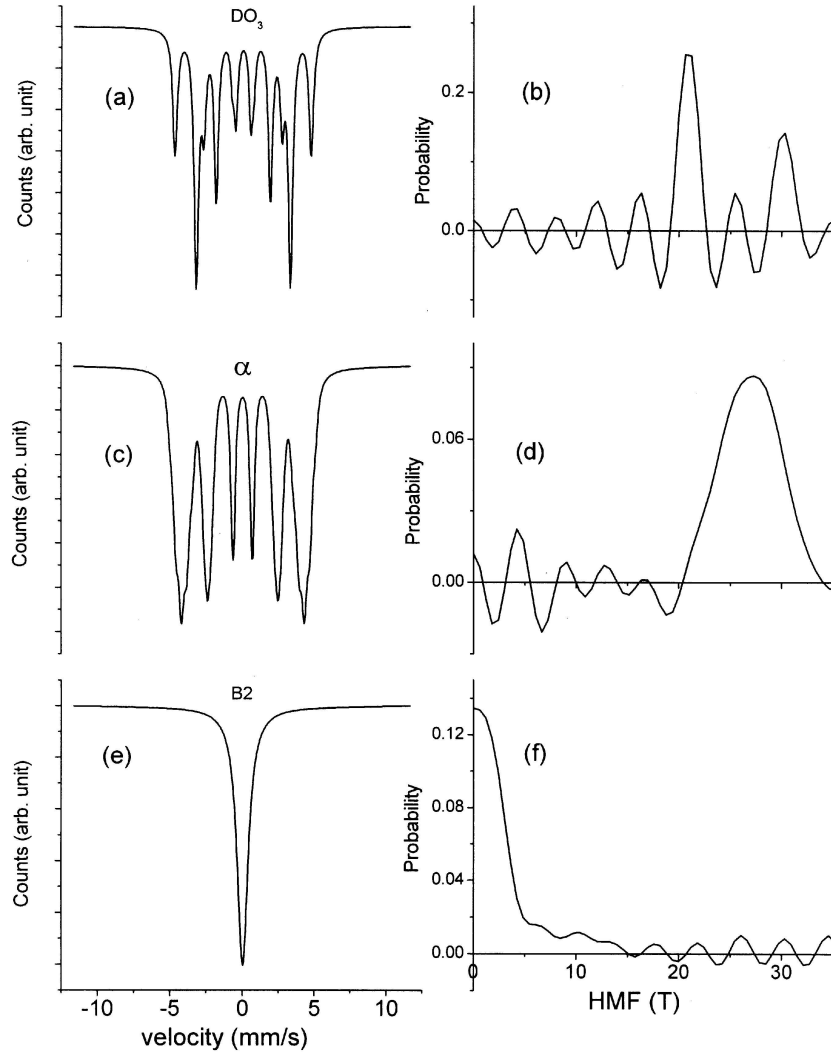 DO₃
(a)
Counts (arb. unit)
(b)
Probability
0.2
0.0
α
(c)
Counts (arb. unit)
(d)
Probability
0.06
0.00
B2
(e)
Counts (arb. unit)
-10 -5 0 5 10
velocity (mm/s)
(f)
Probability
0.12
0.08
0.04
0.00
0 10 20 30
HMF (T)